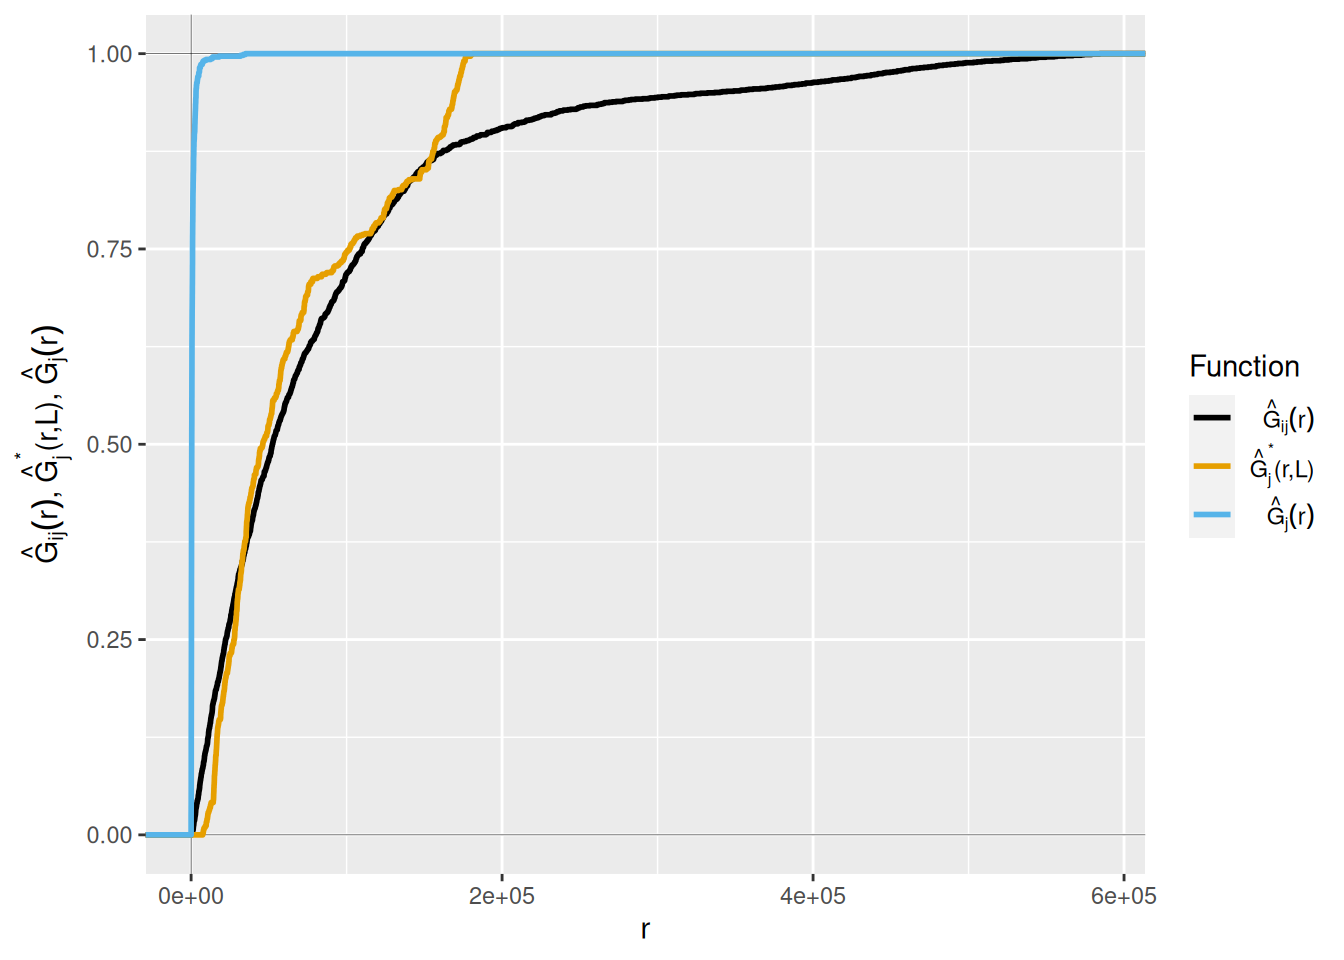 1.00
0.75
0.50
0.25
0.00
0e+00 2e+05 4e+05 6e+05
r
Ĝij(r), Ĝj*(r,L), Ĝj(r)
Function
Ĝij(r)
Ĝj*(r,L)
Ĝj(r)